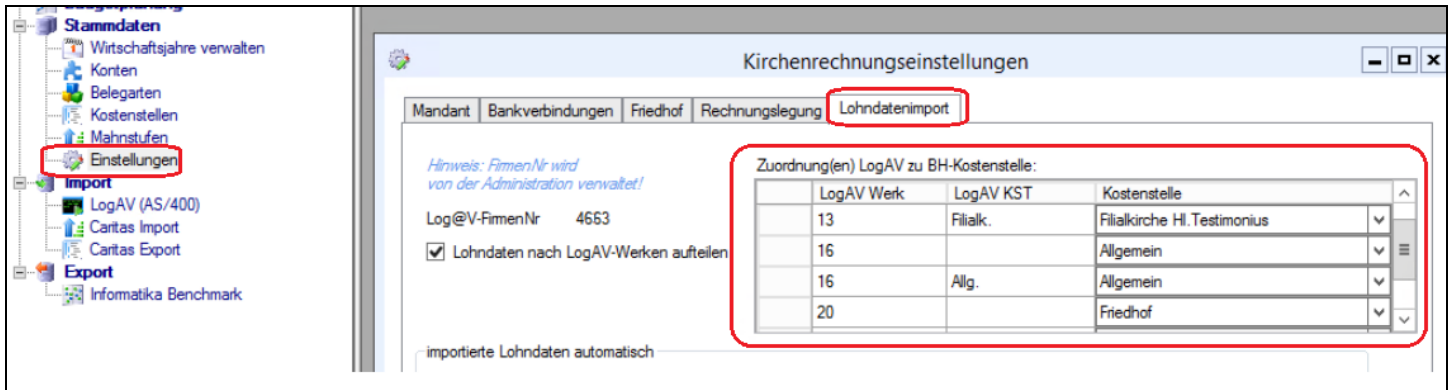 Budgetplanung
Stammdaten
Wirtschaftsjahre verwalten
Konten
Belegarten
Kostenstellen
Mahnstufen
Einstellungen
Import
LogAV (AS/400)
Caritas Import
Caritas Export
Export
Informatika Benchmark
Kirchenrechnungseinstellungen
Mandant Bankverbindungen Friedhof Rechnungslegung Lohndatenimport
Hinweis: FirmenNr wird
von der Administration verwaltet!
Log@V-FirmenNr 4663
Lohndaten nach LogAV-Werken aufteilen
Zuordnung(en) LogAV zu BH-Kostenstelle:
LogAV Werk LogAV KST Kostenstelle
13 Filialk. Filialkirche Hl.Testimonius
16 Allgemein
16 Allg. Allgemein
20 Friedhof
importierte Lohndaten automatisch